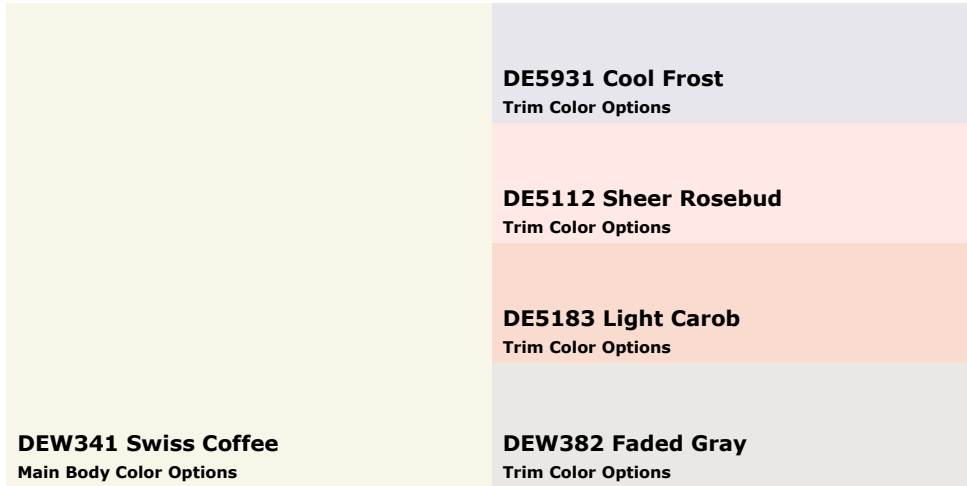 DE5931 Cool Frost
Trim Color Options
DE5112 Sheer Rosebud
Trim Color Options
DE5183 Light Carob
Trim Color Options
DEW341 Swiss Coffee
Main Body Color Options
DEW382 Faded Gray
Trim Color Options